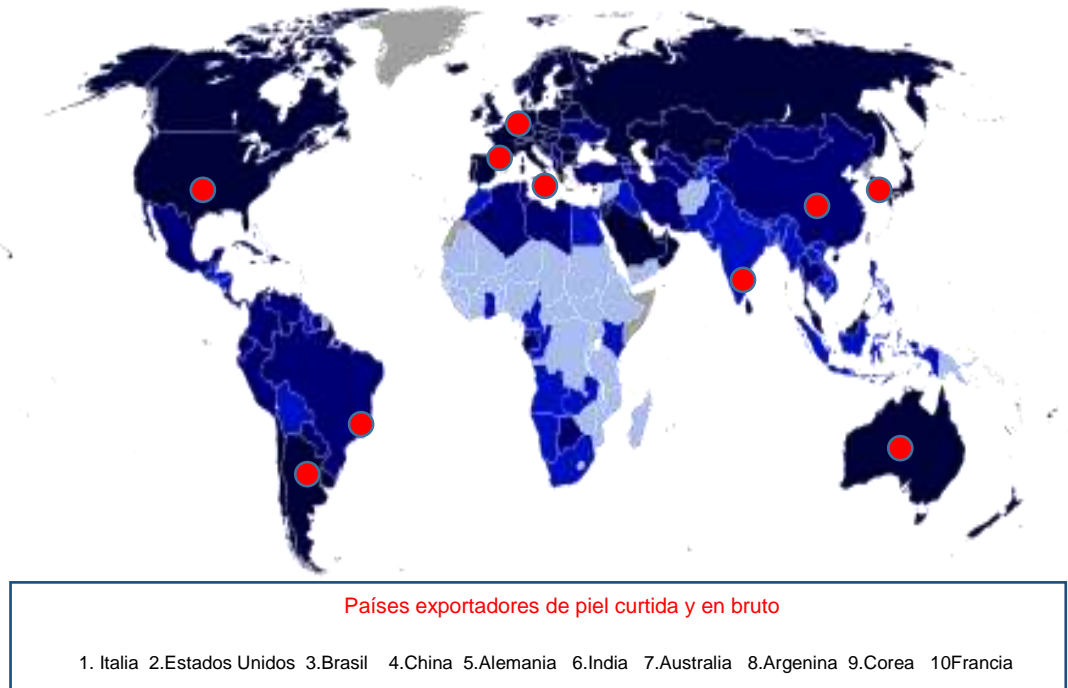 Países exportadores de piel curtida y en bruto
1. Italia 2.Estados Unidos 3.Brasil 4.China 5.Alemania 6.India 7.Australia 8.Argenina 9.Corea 10Francia